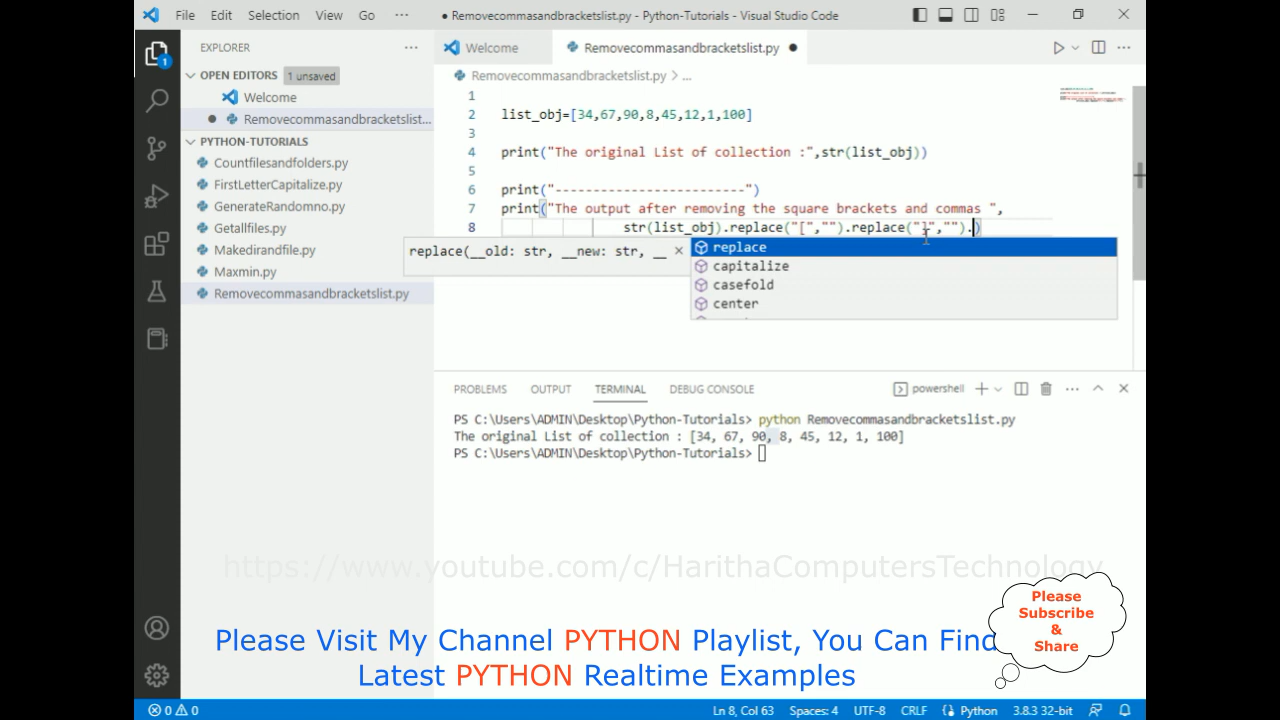 File Edit Selection View Go ··· ● Removecommasandbracketslist.py - Python-Tutorials - Visual Studio Code
EXPLORER ···
OPEN EDITORS 1 unsaved
Welcome
● Removecommasandbracketslist...
PYTHON-TUTORIALS
Countfilesandfolders.py
FirstLetterCapitalize.py
GenerateRandomno.py
Getallfiles.py
Makedirandfile.py
Maxmin.py
Removecommasandbracketslist.py
1
Welcome Removecommasandbracketslist.py ●
Removecommasandbracketslist.py > ...
1
2 list_obj=[34,67,90,8,45,12,1,100]
3
4 print("The original List of collection :",str(list_obj))
5
6 print("-------------------------")
7 print("The output after removing the square brackets and commas ",
8 str(list_obj).replace("[","").replace("]","").)
replace(__old: str, __new: str, __ ×
replace
capitalize
casefold
center
PROBLEMS OUTPUT TERMINAL DEBUG CONSOLE powershell
PS C:\Users\ADMIN\Desktop\Python-Tutorials> python Removecommasandbracketslist.py
The original List of collection : [34, 67, 90, 8, 45, 12, 1, 100]
PS C:\Users\ADMIN\Desktop\Python-Tutorials>
https://www.youtube.com/c/HarithaComputersTechnology
Please Visit My Channel PYTHON Playlist, You Can Find
Latest PYTHON Realtime Examples
Please
Subscribe
&
Share
0 0 Ln 8, Col 63 Spaces: 4 UTF-8 CRLF Python 3.8.3 32-bit